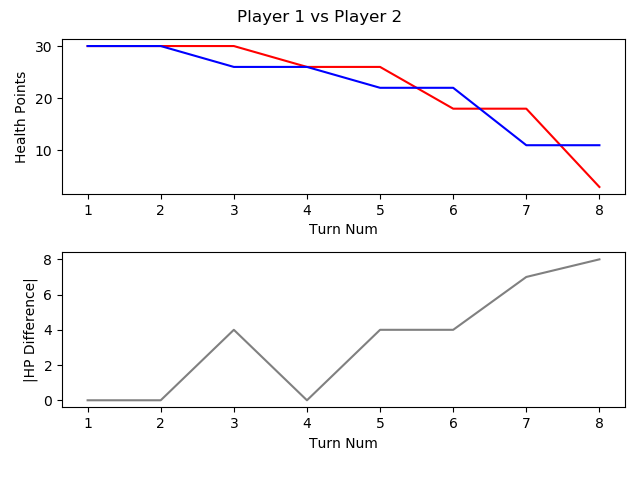 Player 1 vs Player 2
30
20
10
Health Points
1 2 3 4 5 6 7 8
Turn Num
8
6
4
2
0
|HP Difference|
1 2 3 4 5 6 7 8
Turn Num